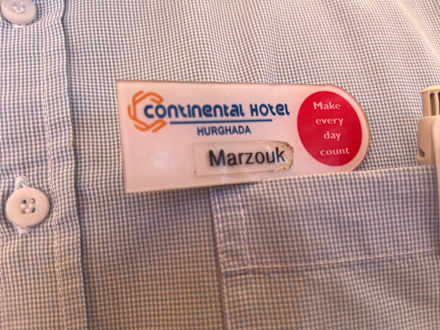 Continental Hotel
HURGHADA
Marzouk
Make
every
day
count